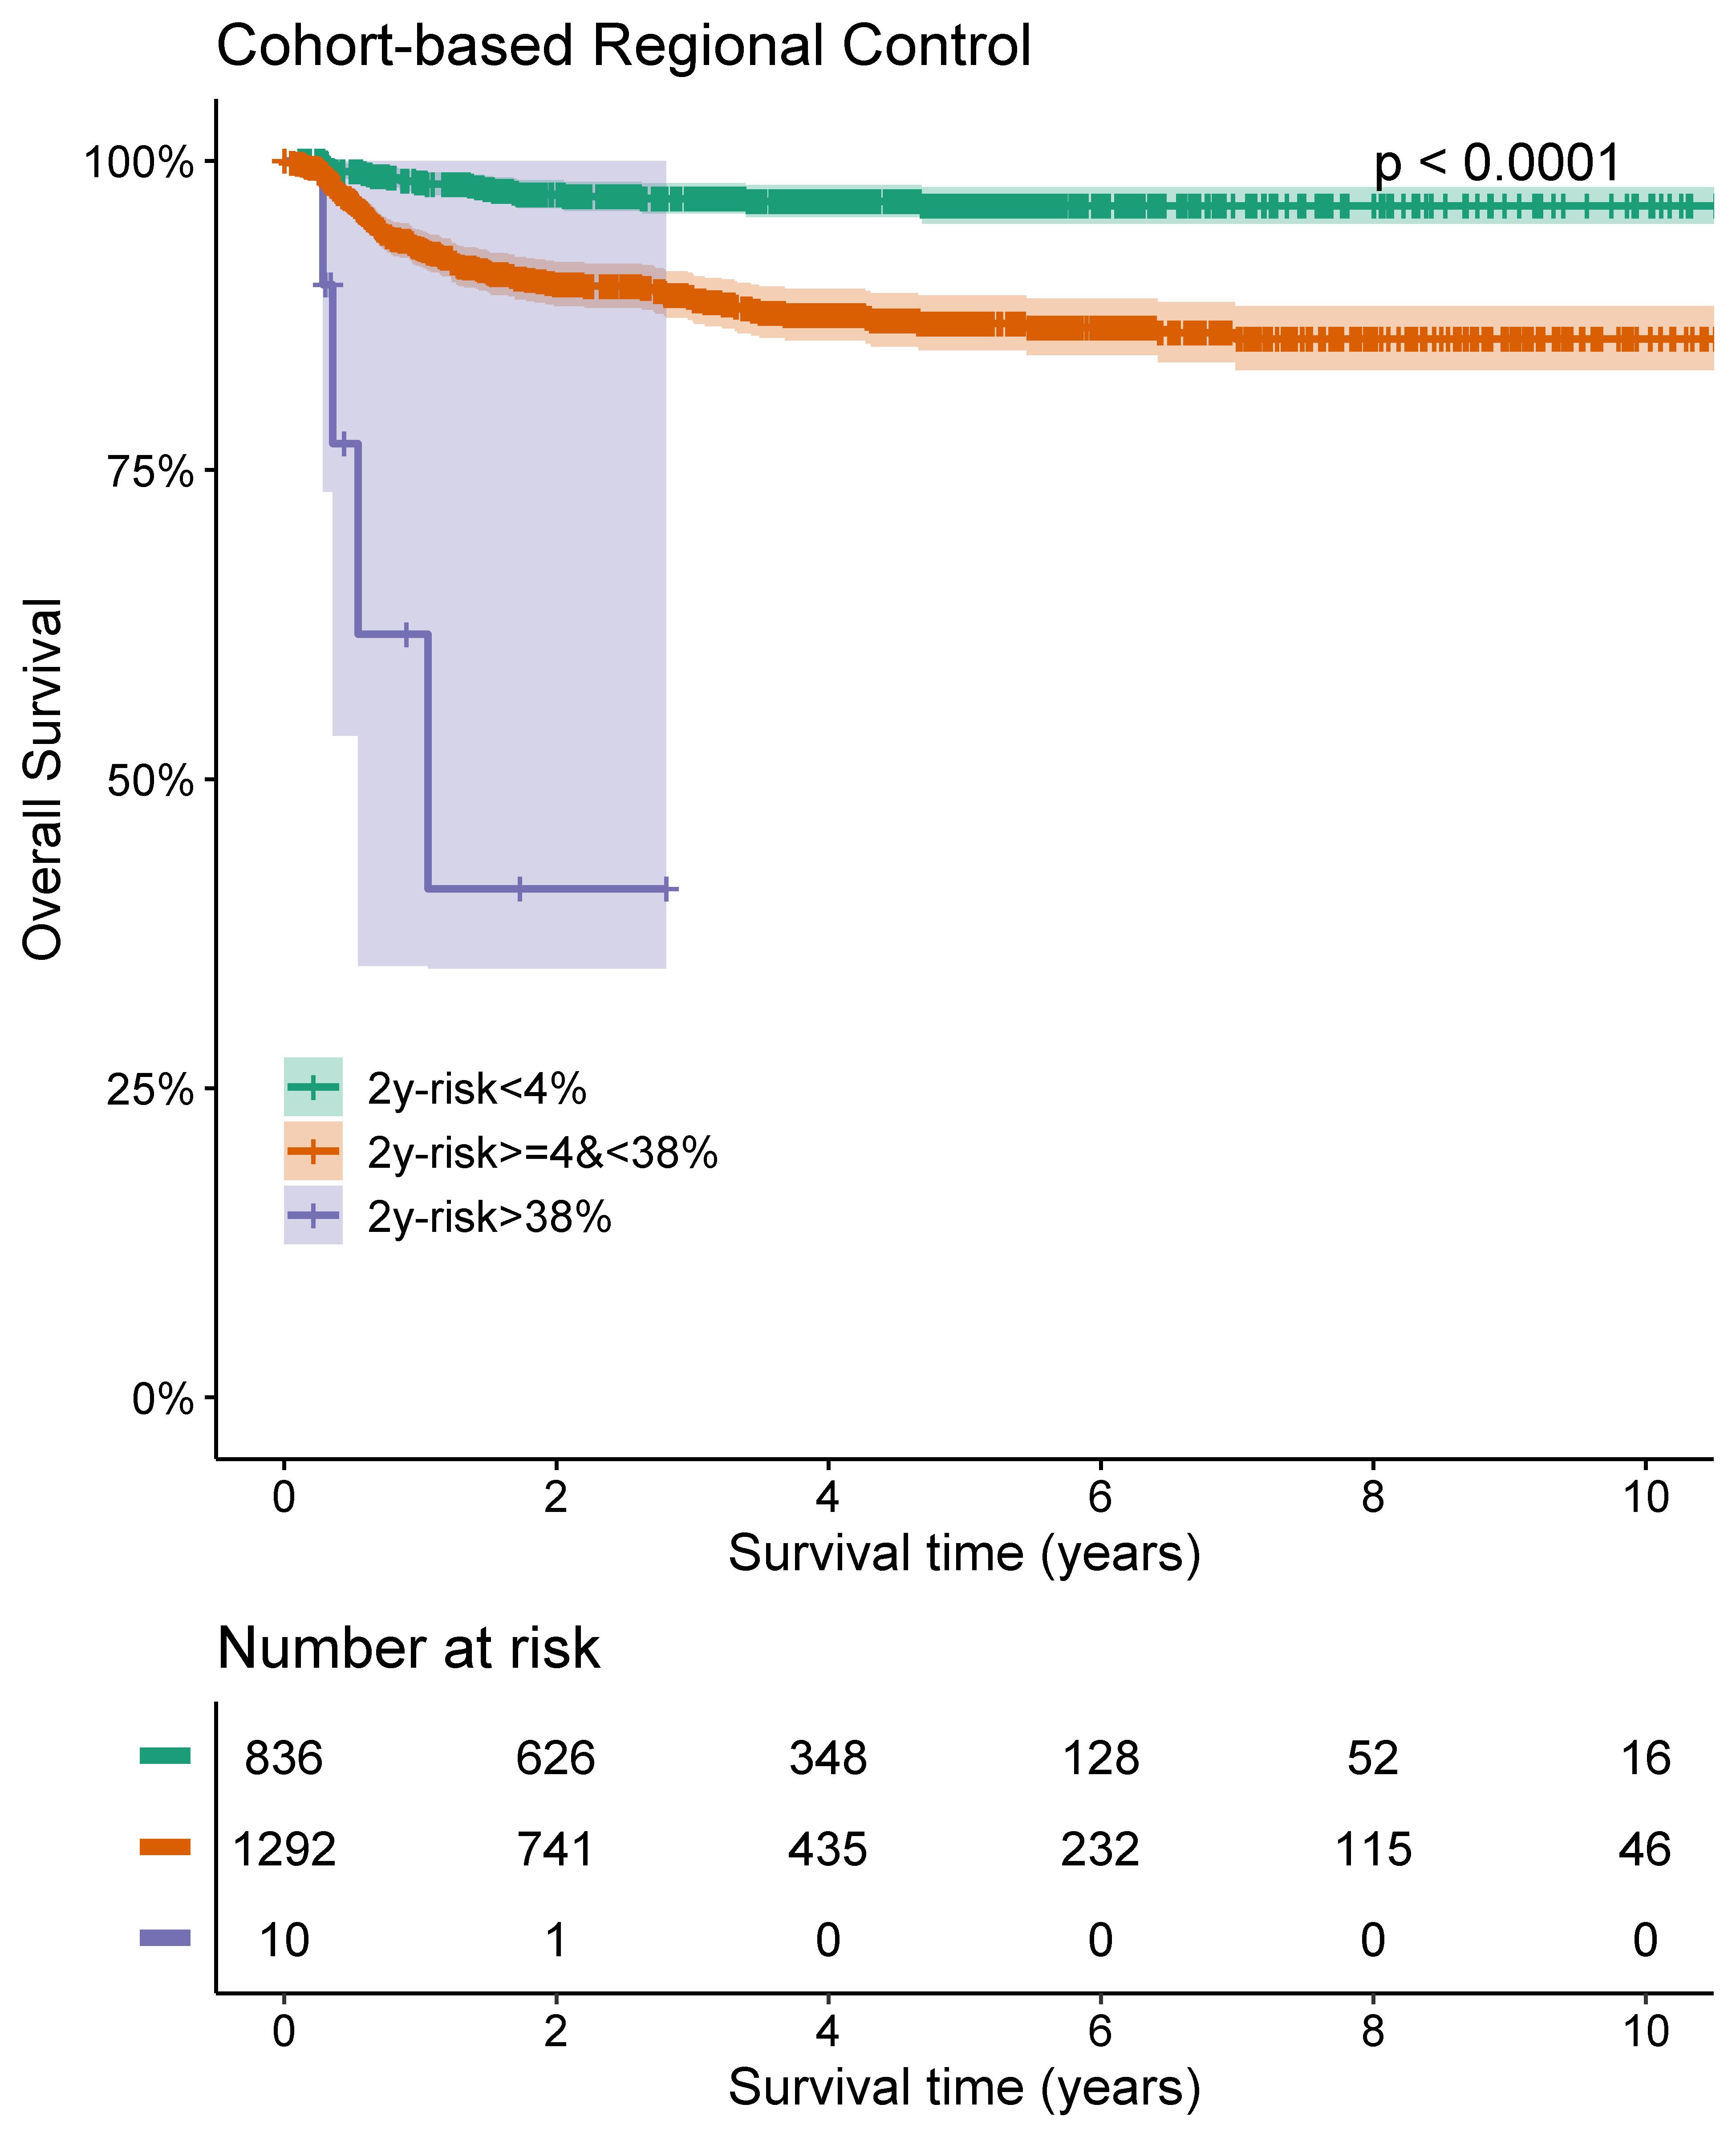 Cohort-based Regional Control
100%
p < 0.0001
75%
50%
25%
0%
Overall Survival
2y-risk<4%
2y-risk>=4&<38%
2y-risk>38%
0 2 4 6 8 10
Survival time (years)
Number at risk
836 626 348 128 52 16
1292 741 435 232 115 46
10 1 0 0 0 0
0 2 4 6 8 10
Survival time (years)